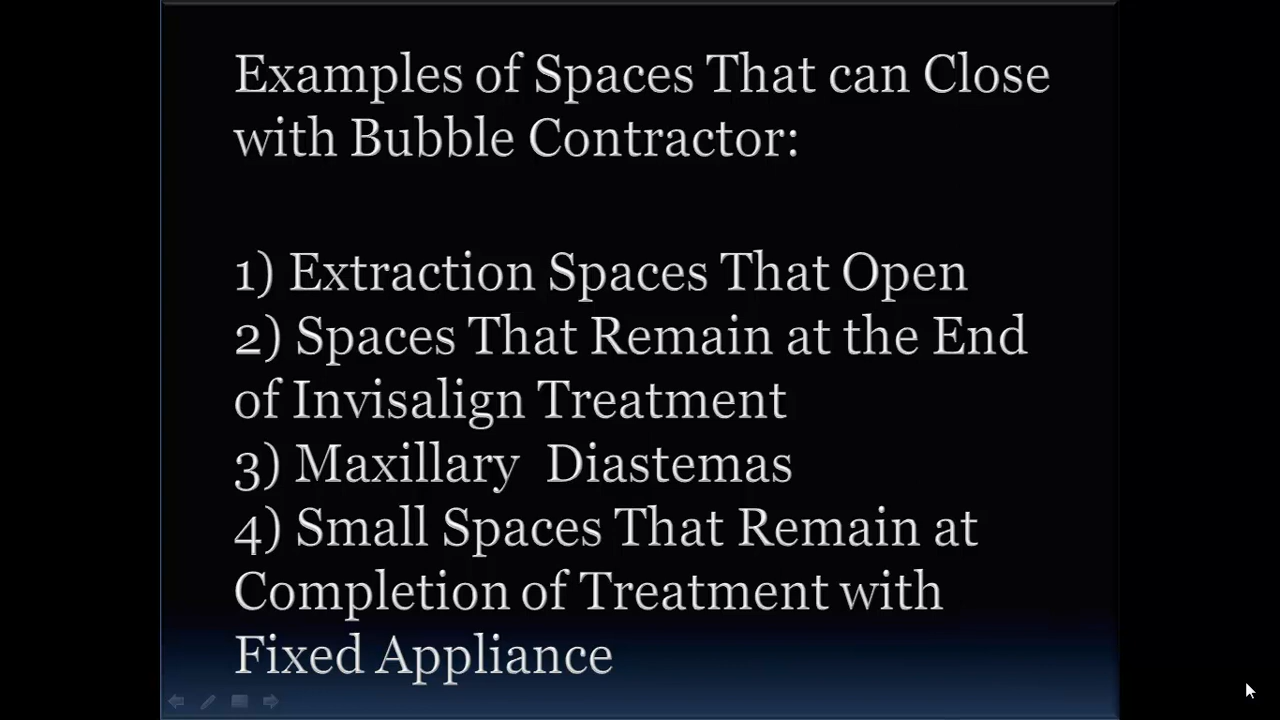 Examples of Spaces That can Close
with Bubble Contractor:
1) Extraction Spaces That Open
2) Spaces That Remain at the End
of Invisalign Treatment
3) Maxillary Diastemas
4) Small Spaces That Remain at
Completion of Treatment with
Fixed Appliance